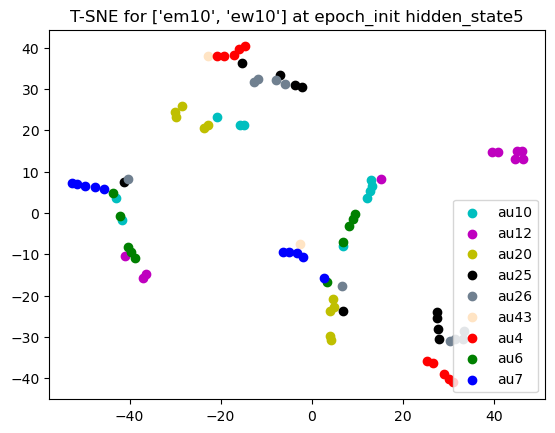 T-SNE for ['em10', 'ew10'] at epoch_init hidden_state5
40
30
20
10
0
−10
−20
−30
−40
−40
−20
0
20
40
au10
au12
au20
au25
au26
au43
au4
au6
au7